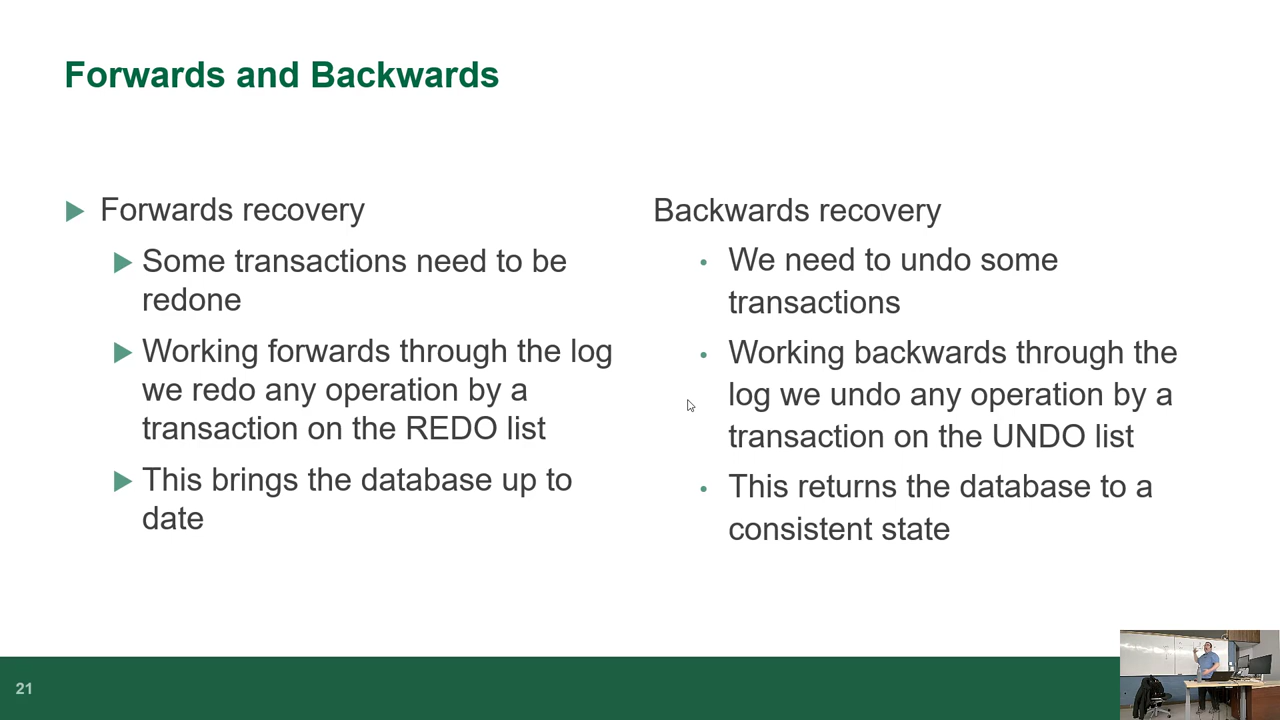 Forwards and Backwards
Forwards recovery
Some transactions need to be
redone
Working forwards through the log
we redo any operation by a
transaction on the REDO list
This brings the database up to
date
Backwards recovery
We need to undo some
transactions
Working backwards through the
log we undo any operation by a
transaction on the UNDO list
This returns the database to a
consistent state
21